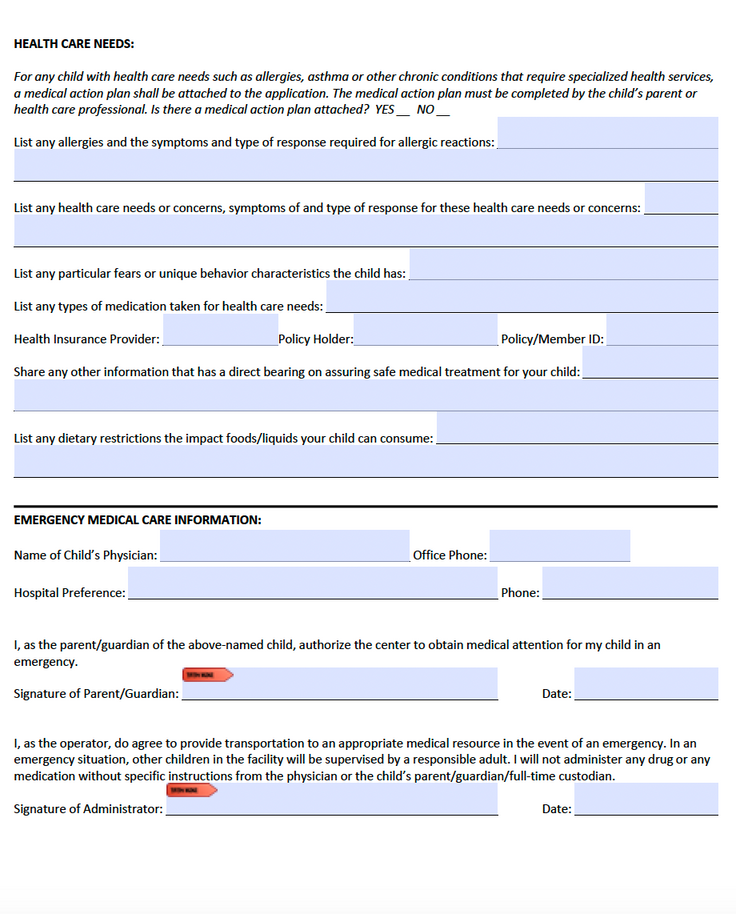 HEALTH CARE NEEDS:
For any child with health care needs such as allergies, asthma or other chronic conditions that require specialized health services,
a medical action plan shall be attached to the application. The medical action plan must be completed by the child's parent or
health care professional. Is there a medical action plan attached? YES__ NO__
List any allergies and the symptoms and type of response required for allergic reactions:
List any health care needs or concerns, symptoms of and type of response for these health care needs or concerns:
List any particular fears or unique behavior characteristics the child has:
List any types of medication taken for health care needs:
Health Insurance Provider: Policy Holder: Policy/Member ID:
Share any other information that has a direct bearing on assuring safe medical treatment for your child:
List any dietary restrictions the impact foods/liquids your child can consume:
EMERGENCY MEDICAL CARE INFORMATION:
Name of Child's Physician: Office Phone:
Hospital Preference: Phone:
I, as the parent/guardian of the above-named child, authorize the center to obtain medical attention for my child in an
emergency.
Signature of Parent/Guardian: Date:
I, as the operator, do agree to provide transportation to an appropriate medical resource in the event of an emergency. In an
emergency situation, other children in the facility will be supervised by a responsible adult. I will not administer any drug or any
medication without specific instructions from the physician or the child's parent/guardian/full-time custodian.
Signature of Administrator: Date: